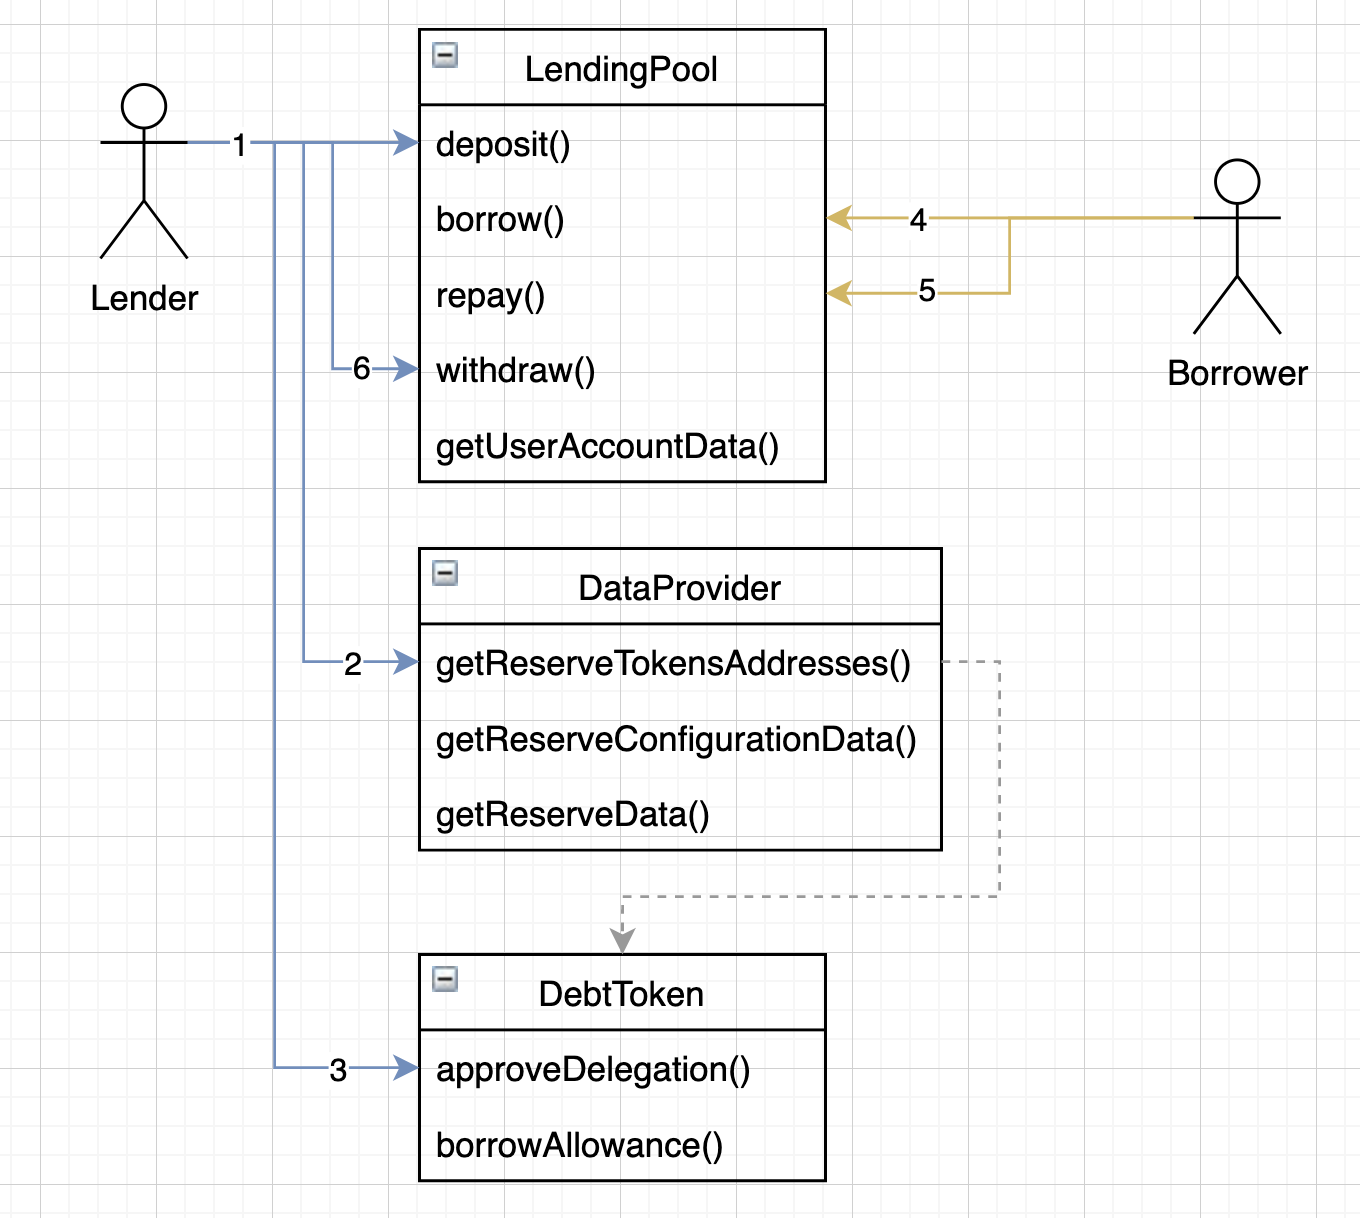 LendingPool
1
deposit()
borrow()
4
repay()
5
Lender
6
withdraw()
Borrower
getUserAccountData()
DataProvider
2
getReserveTokensAddresses()
getReserveConfigurationData()
getReserveData()
DebtToken
3
approveDelegation()
borrowAllowance()